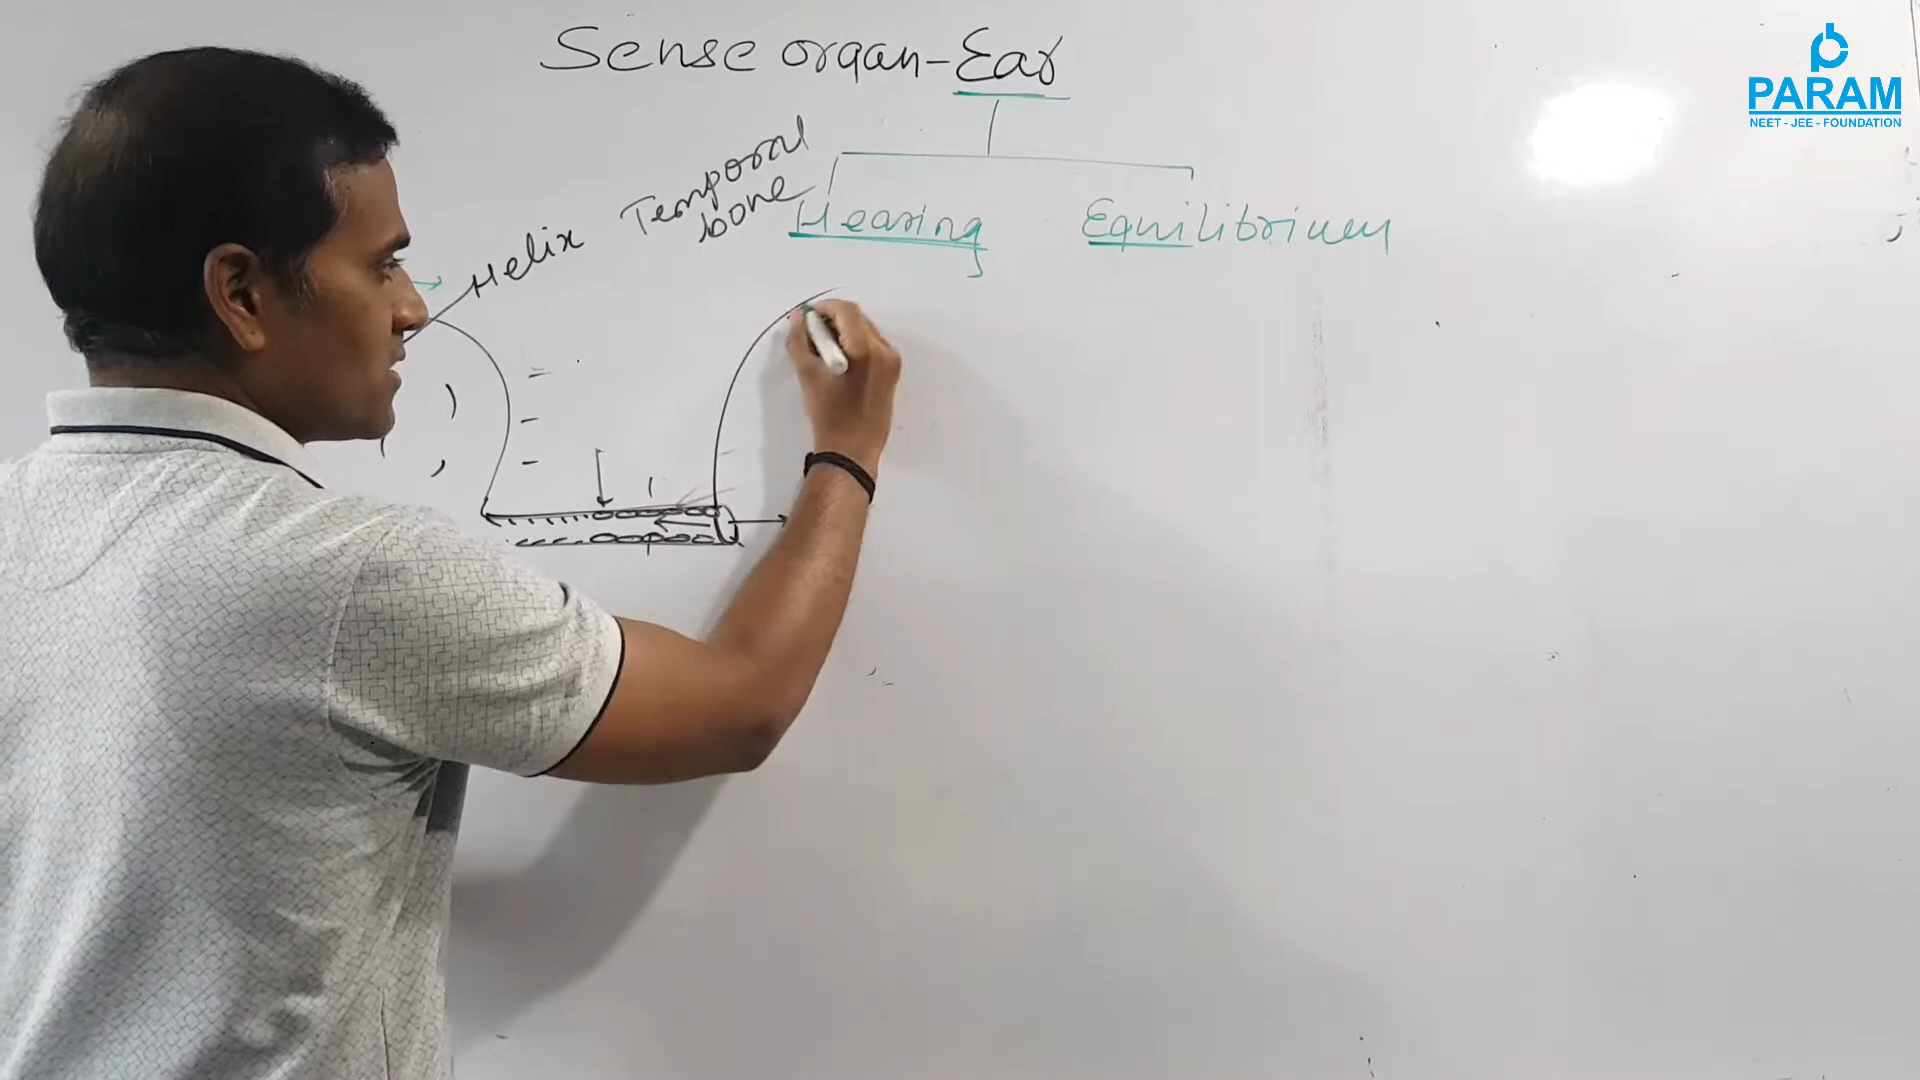 Sense organ-Ear
PARAM
NEET - JEE - FOUNDATION
Hearing
Equilibrium
Helix
Temporal
bone